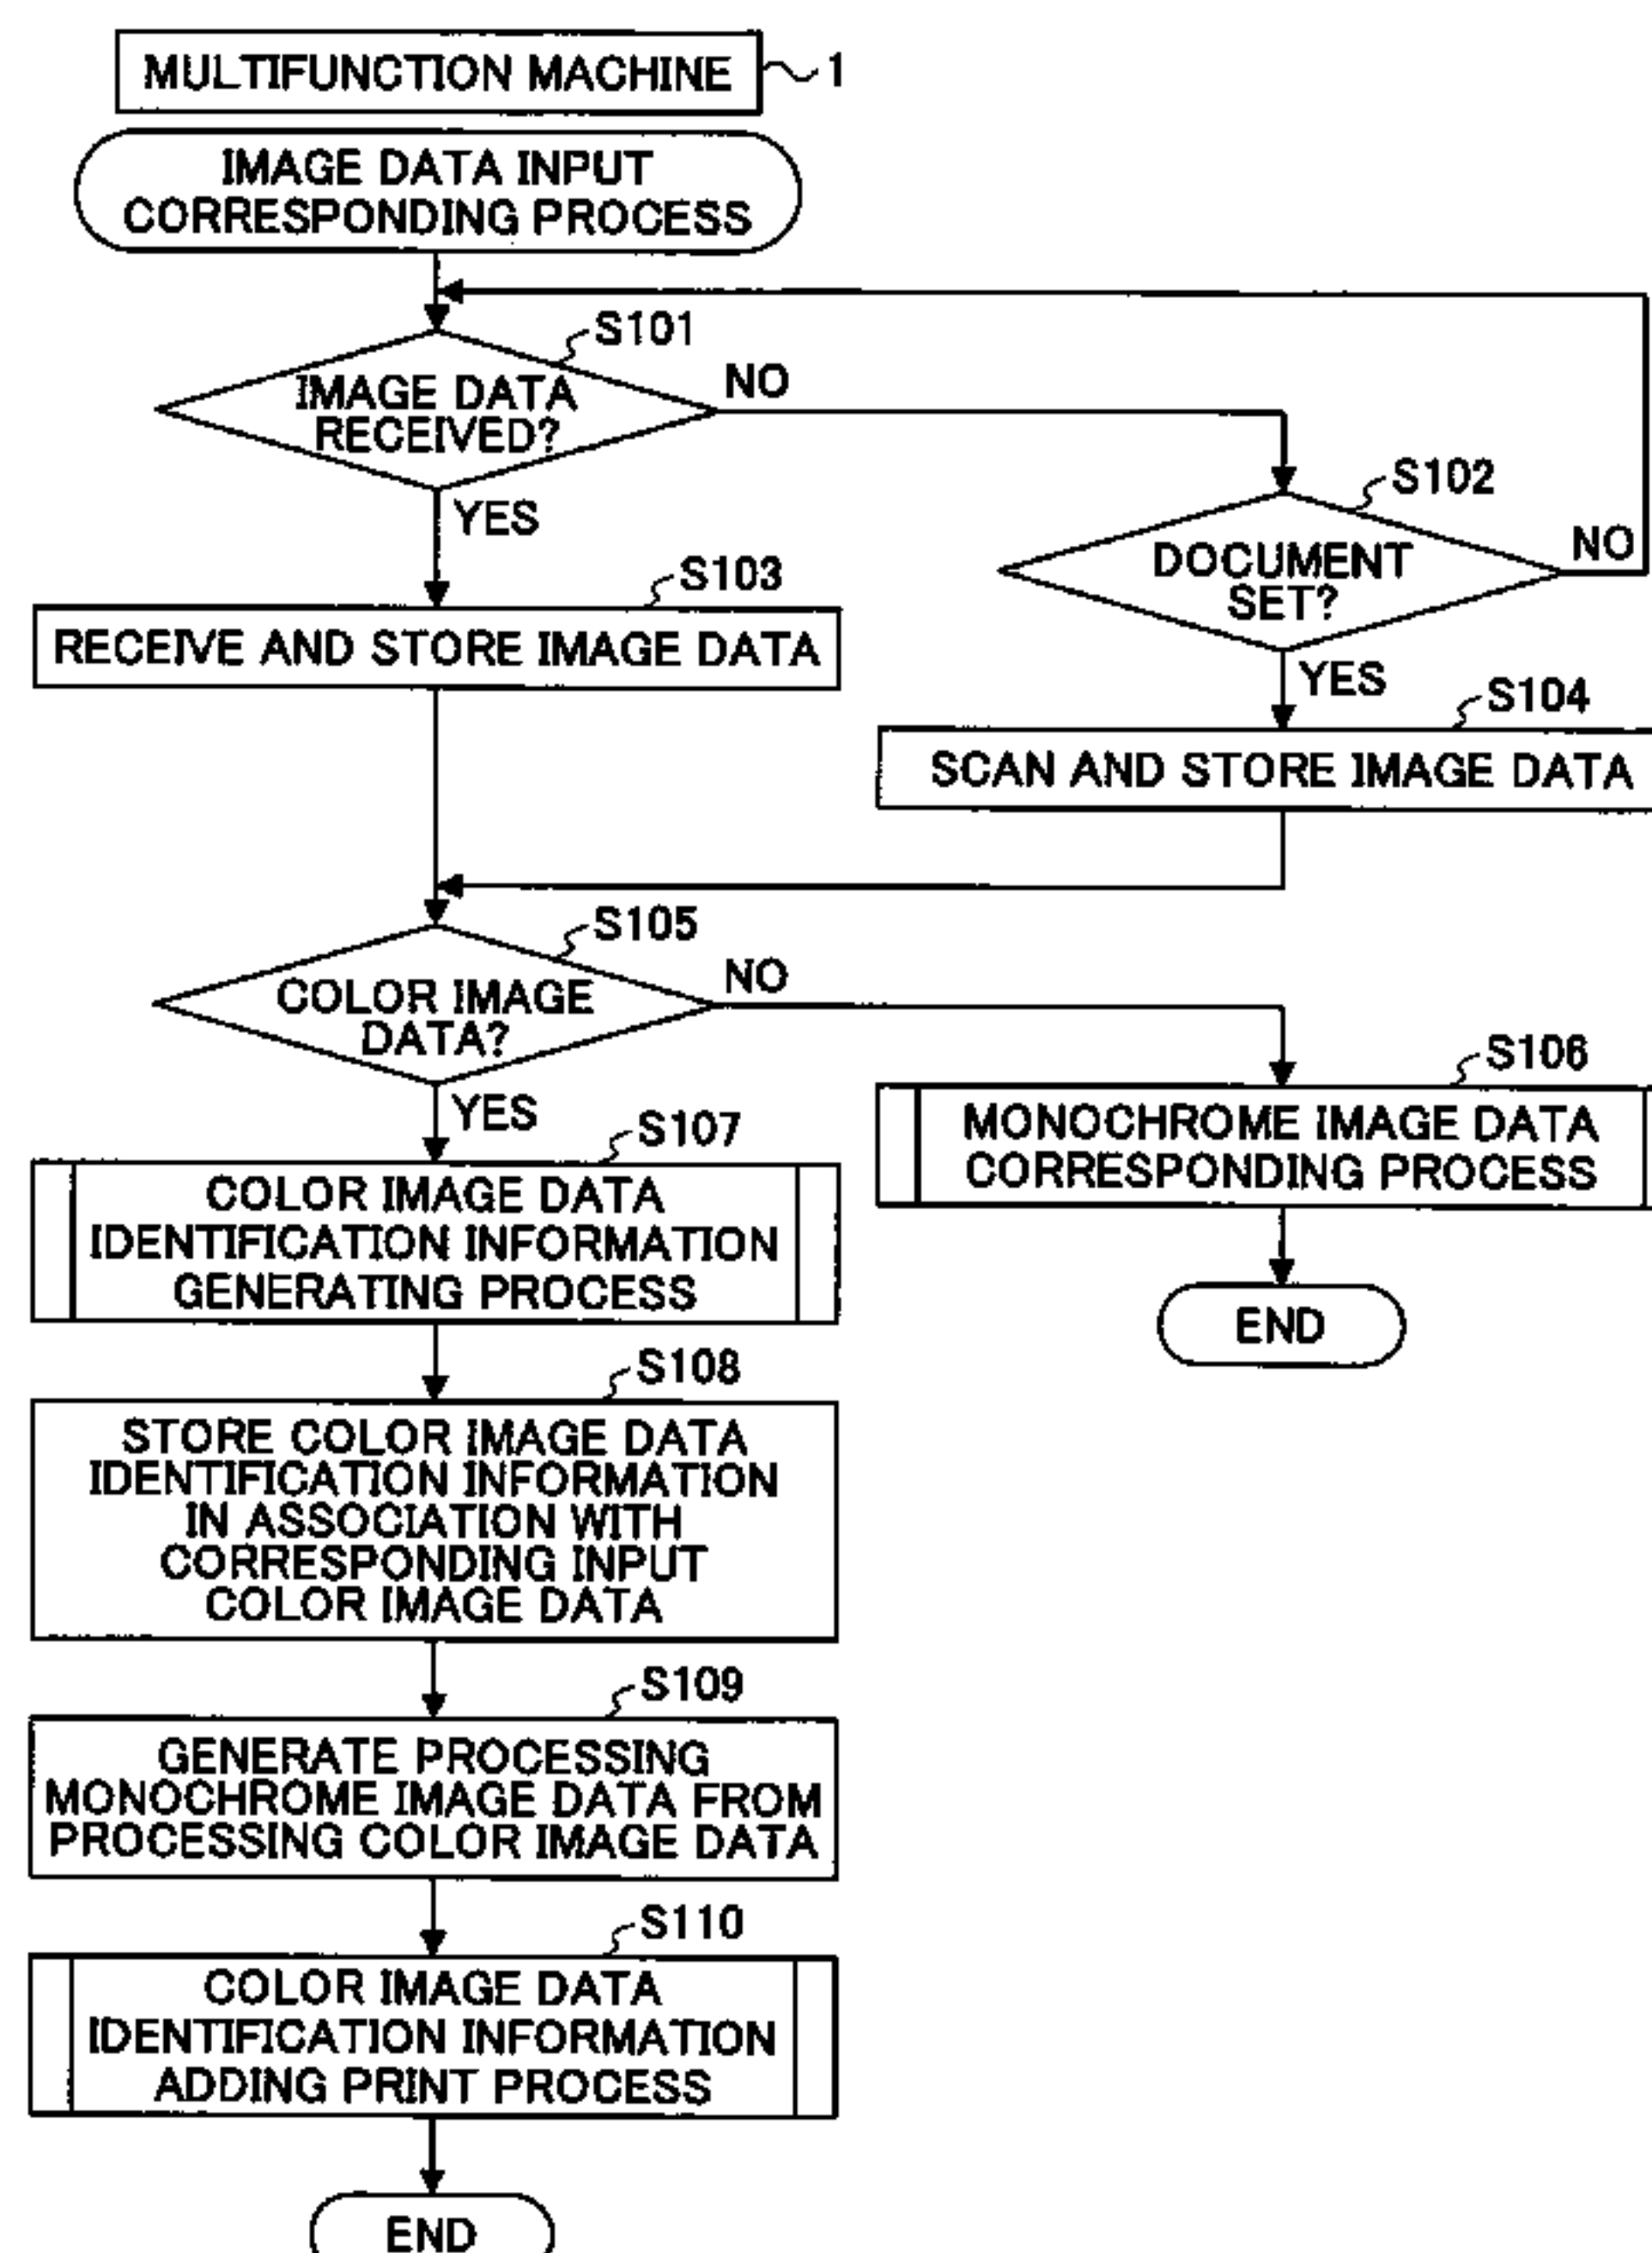 MULTIFUNCTION MACHINE
1
IMAGE DATA INPUT
CORRESPONDING PROCESS
S101
IMAGE DATA
RECEIVED?
NO
YES
S102
DOCUMENT
SET?
NO
YES
S103
RECEIVE AND STORE IMAGE DATA
S104
SCAN AND STORE IMAGE DATA
S105
COLOR IMAGE
DATA?
NO
YES
S106
MONOCHROME IMAGE DATA
CORRESPONDING PROCESS
END
S107
COLOR IMAGE DATA
IDENTIFICATION INFORMATION
GENERATING PROCESS
S108
STORE COLOR IMAGE DATA
IDENTIFICATION INFORMATION
IN ASSOCIATION WITH
CORRESPONDING INPUT
COLOR IMAGE DATA
S109
GENERATE PROCESSING
MONOCHROME IMAGE DATA FROM
PROCESSING COLOR IMAGE DATA
S110
COLOR IMAGE DATA
IDENTIFICATION INFORMATION
ADDING PRINT PROCESS
END